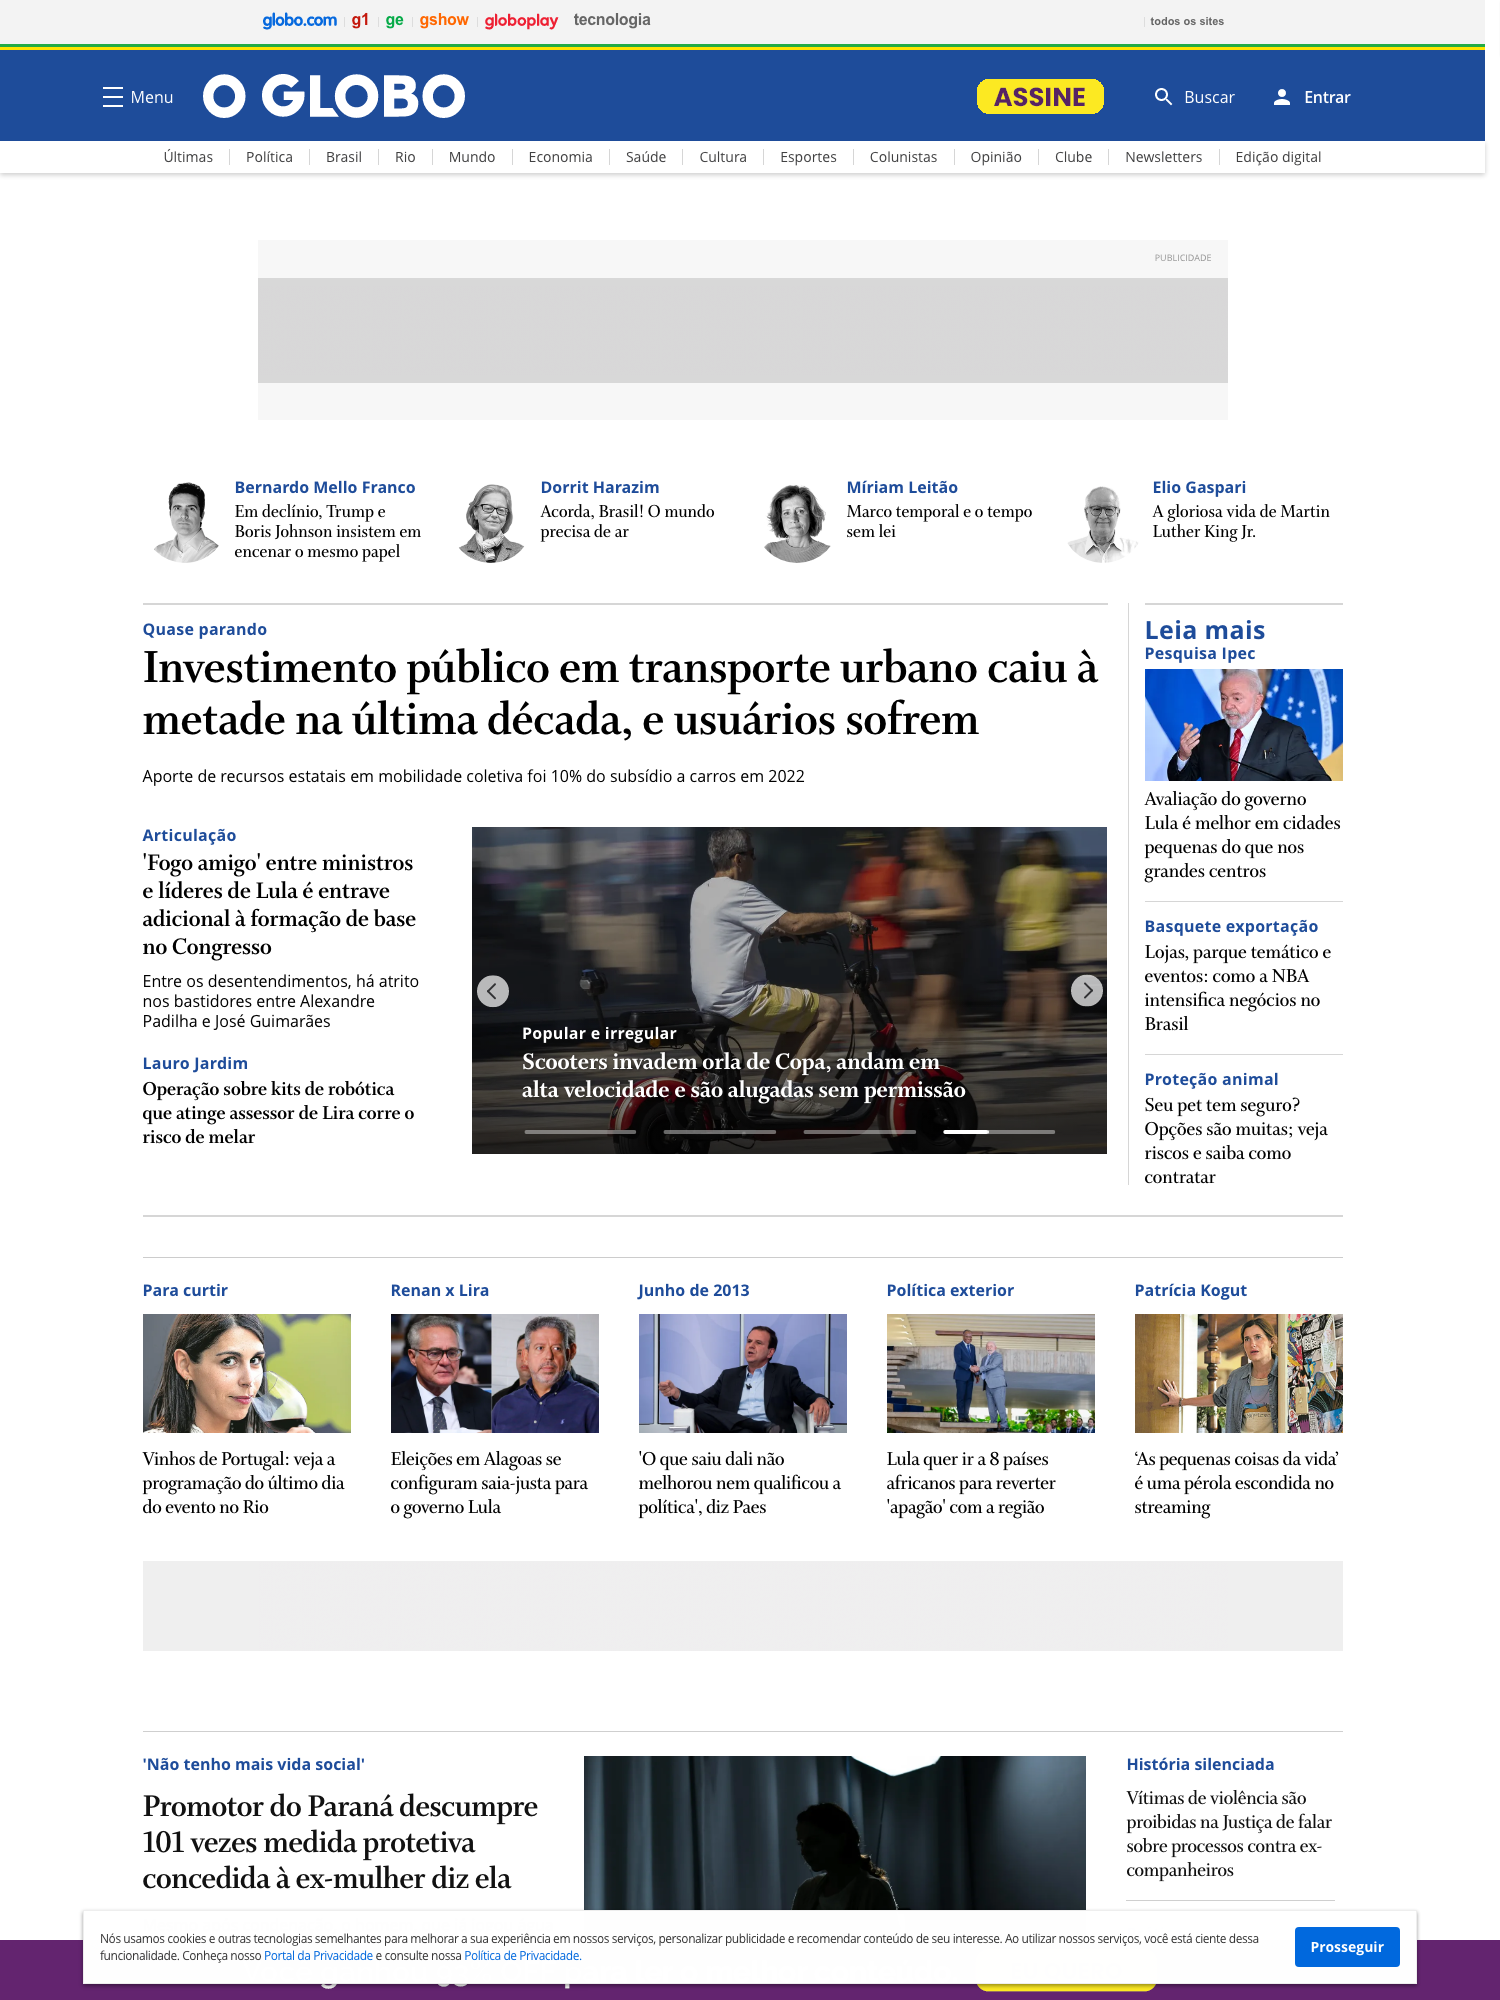 globo.com g1 ge gshow globoplay tecnologia todos os sites
Menu O GLOBO ASSINE Buscar Entrar
Últimas Política Brasil Rio Mundo Economia Saúde Cultura Esportes Colunistas Opinião Clube Newsletters Edição digital
PUBLICIDADE
Bernardo Mello Franco
Em declínio, Trump e
Boris Johnson insistem em
encenar o mesmo papel
Dorrit Harazim
Acorda, Brasil! O mundo
precisa de ar
Míriam Leitão
Marco temporal e o tempo
sem lei
Elio Gaspari
A gloriosa vida de Martin
Luther King Jr.
Quase parando
Investimento público em transporte urbano caiu à
metade na última década, e usuários sofrem
Aporte de recursos estatais em mobilidade coletiva foi 10% do subsídio a carros em 2022
Articulação
'Fogo amigo' entre ministros
e líderes de Lula é entrave
adicional à formação de base
no Congresso
Entre os desentendimentos, há atrito
nos bastidores entre Alexandre
Padilha e José Guimarães
Lauro Jardim
Operação sobre kits de robótica
que atinge assessor de Lira corre o
risco de melar
Popular e irregular
Scooters invadem orla de Copa, andam em
alta velocidade e são alugadas sem permissão
Leia mais
Pesquisa Ipec
Avaliação do governo
Lula é melhor em cidades
pequenas do que nos
grandes centros
Basquete exportação
Lojas, parque temático e
eventos: como a NBA
intensifica negócios no
Brasil
Proteção animal
Seu pet tem seguro?
Opções são muitas; veja
riscos e saiba como
contratar
Para curtir
Vinhos de Portugal: veja a
programação do último dia
do evento no Rio
Renan x Lira
Eleições em Alagoas se
configuram saia-justa para
o governo Lula
Junho de 2013
'O que saiu dali não
melhorou nem qualificou a
política', diz Paes
Política exterior
Lula quer ir a 8 países
africanos para reverter
'apagão' com a região
Patrícia Kogut
‘As pequenas coisas da vida’
é uma pérola escondida no
streaming
'Não tenho mais vida social'
Promotor do Paraná descumpre
101 vezes medida protetiva
concedida à ex-mulher diz ela
História silenciada
Vítimas de violência são
proibidas na Justiça de falar
sobre processos contra ex-
companheiros
Nós usamos cookies e outras tecnologias semelhantes para melhorar a sua experiência em nossos serviços, personalizar publicidade e recomendar conteúdo de seu interesse. Ao utilizar nossos serviços, você está ciente dessa
funcionalidade. Conheça nosso Portal da Privacidade e consulte nossa Política de Privacidade.
Prosseguir